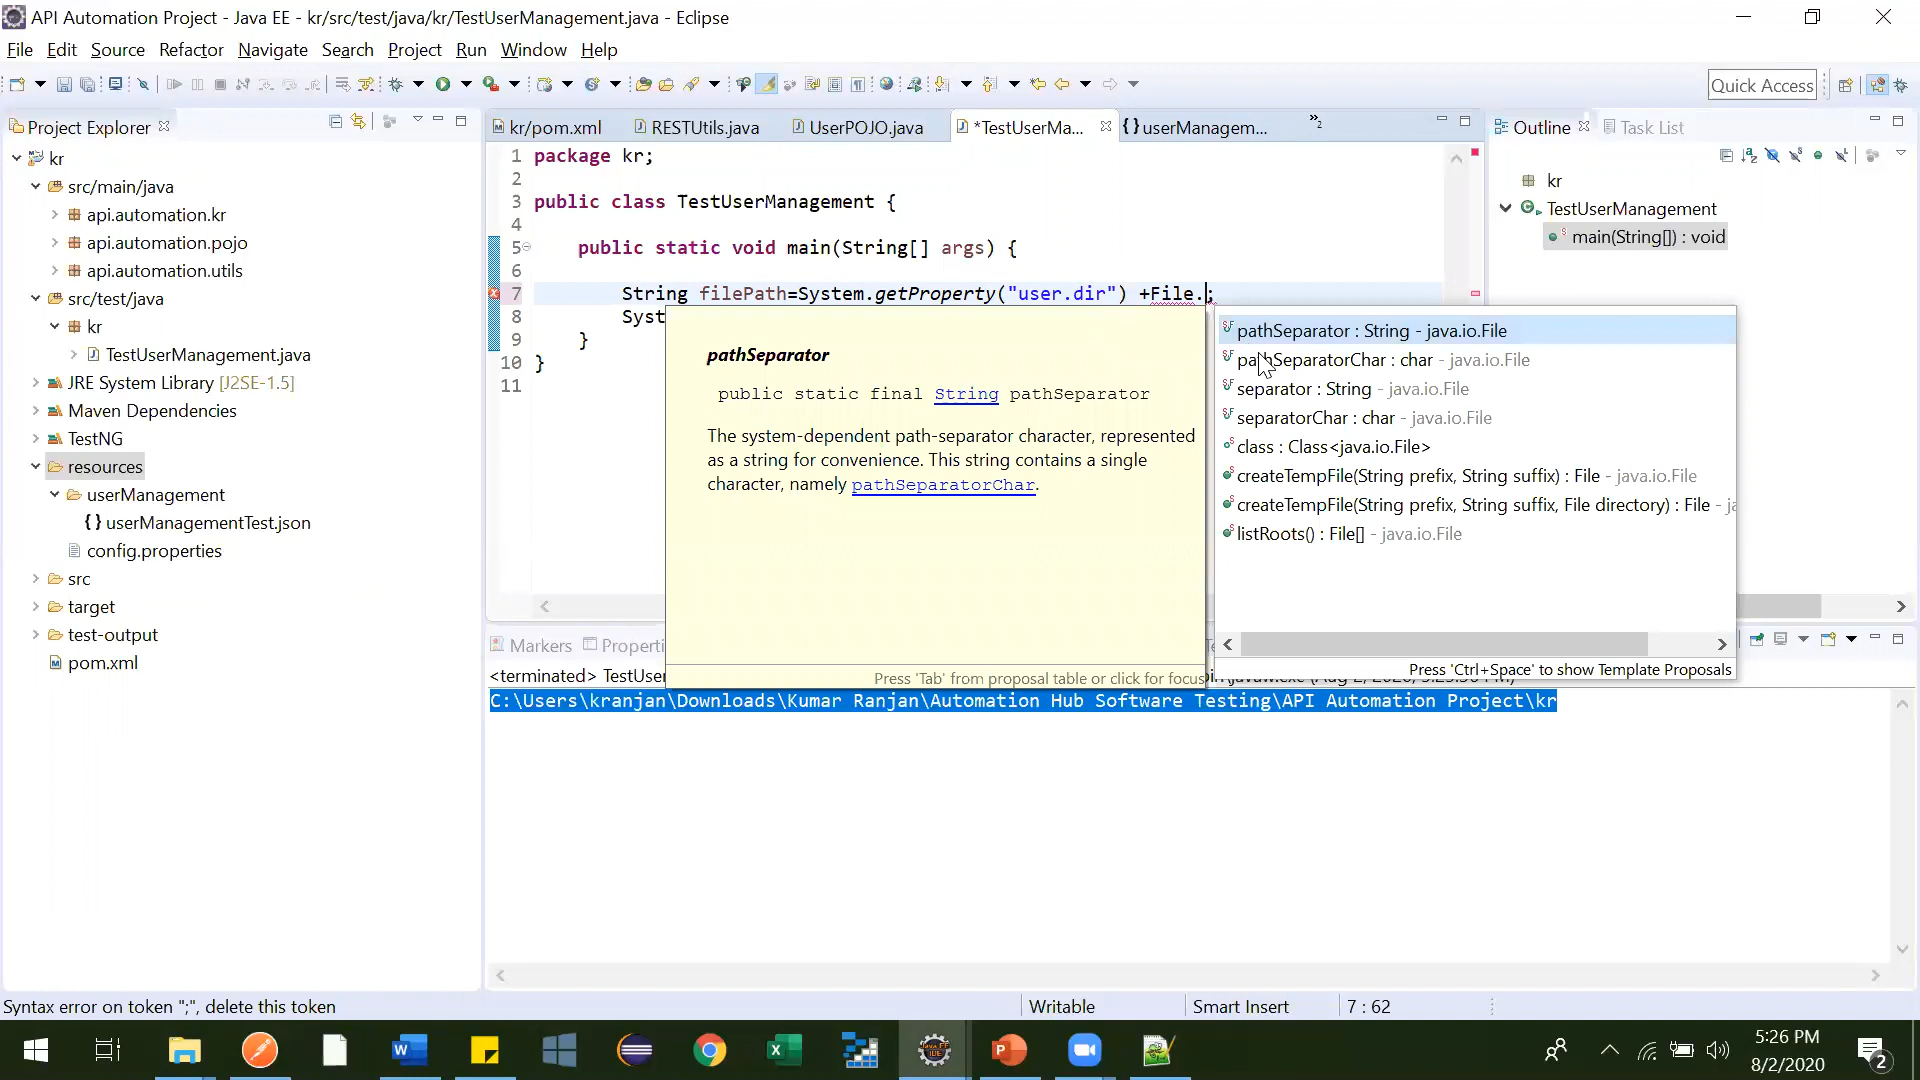 API Automation Project - Java EE - kr/src/test/java/kr/TestUserManagement.java - Eclipse
File Edit Source Refactor Navigate Search Project Run Window Help
Quick Access
Project Explorer
kr
src/main/java
api.automation.kr
api.automation.pojo
api.automation.utils
src/test/java
kr
TestUserManagement.java
JRE System Library [J2SE-1.5]
Maven Dependencies
TestNG
resources
userManagement
userManagementTest.json
config.properties
src
target
test-output
pom.xml
kr/pom.xml RESTUtils.java UserPOJO.java *TestUserMa... userManagem... »2
1 package kr;
2
3 public class TestUserManagement {
4
5 public static void main(String[] args) {
6
7 String filePath=System.getProperty("user.dir") +File.;
8 Syst
9 }
10 }
11
pathSeparator
public static final String pathSeparator
The system-dependent path-separator character, represented
as a string for convenience. This string contains a single
character, namely pathSeparatorChar.
Press 'Tab' from proposal table or click for focus
pathSeparator : String - java.io.File
pathSeparatorChar : char - java.io.File
separator : String - java.io.File
separatorChar : char - java.io.File
class : Class<java.io.File>
createTempFile(String prefix, String suffix) : File - java.io.File
createTempFile(String prefix, String suffix, File directory) : File - ja
listRoots() : File[] - java.io.File
Press 'Ctrl+Space' to show Template Proposals
Outline Task List
kr
TestUserManagement
main(String[]) : void
Markers Properti
<terminated> TestUser
C:\Users\kranjan\Downloads\Kumar Ranjan\Automation Hub Software Testing\API Automation Project\kr
Syntax error on token ";", delete this token
Writable
Smart Insert
7 : 62
5:26 PM
8/2/2020
2